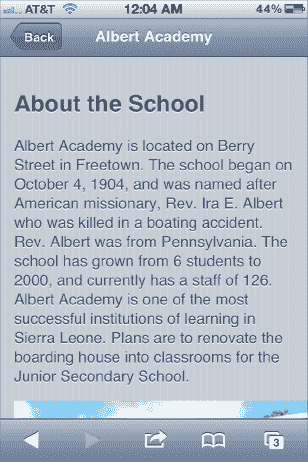 AT&T 12:04 AM 44%
Back Albert Academy
About the School
Albert Academy is located on Berry
Street in Freetown. The school began on
October 4, 1904, and was named after
American missionary, Rev. Ira E. Albert
who was killed in a boating accident.
Rev. Albert was from Pennsylvania. The
school has grown from 6 students to
2000, and currently has a staff of 126.
Albert Academy is one of the most
successful institutions of learning in
Sierra Leone. Plans are to renovate the
boarding house into classrooms for the
Junior Secondary School.
3